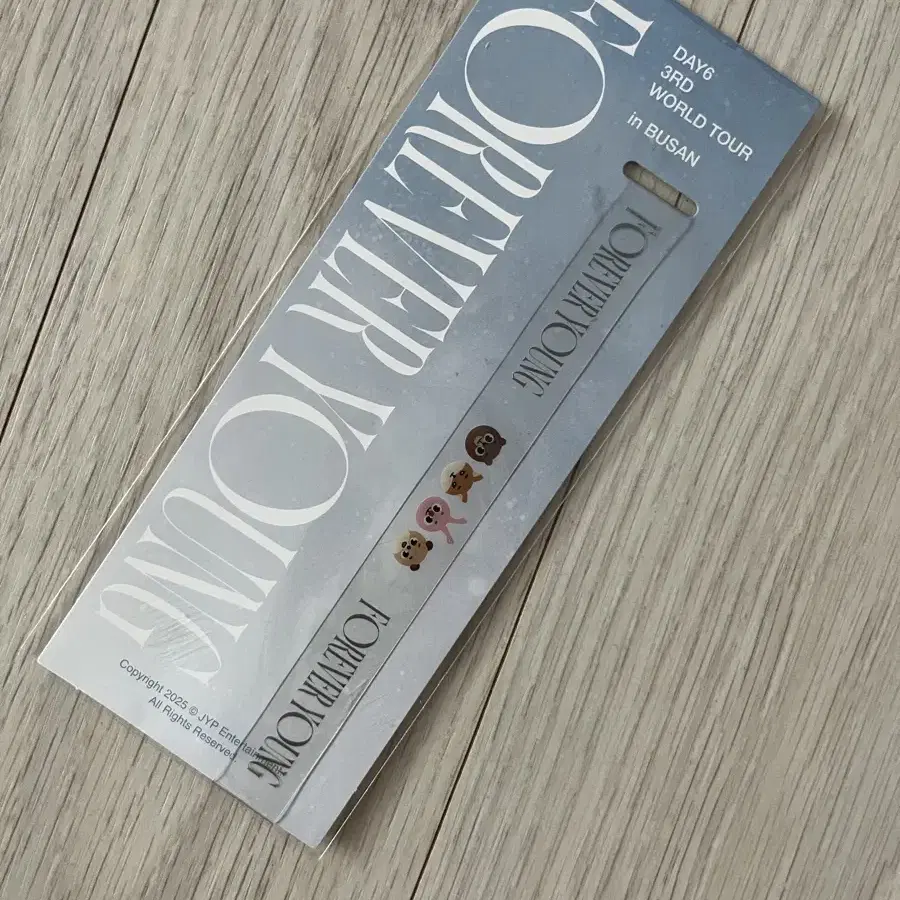 FOREVER YOUNG
DAY6
3RD
WORLD TOUR
in BUSAN
FOREVER YOUNG
FOREVER YOUNG
Copyright 2025 © JYP Entertainment
All Rights Reserved.